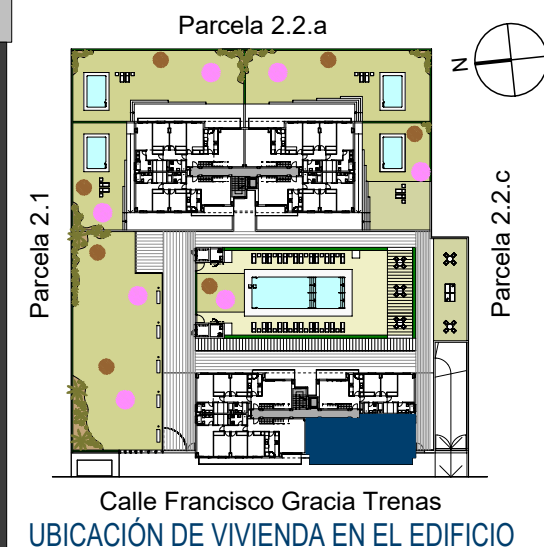 Parcela 2.2.a
N
Parcela 2.1
Parcela 2.2.c
Calle Francisco Gracia Trenas
UBICACIÓN DE VIVIENDA EN EL EDIFICIO